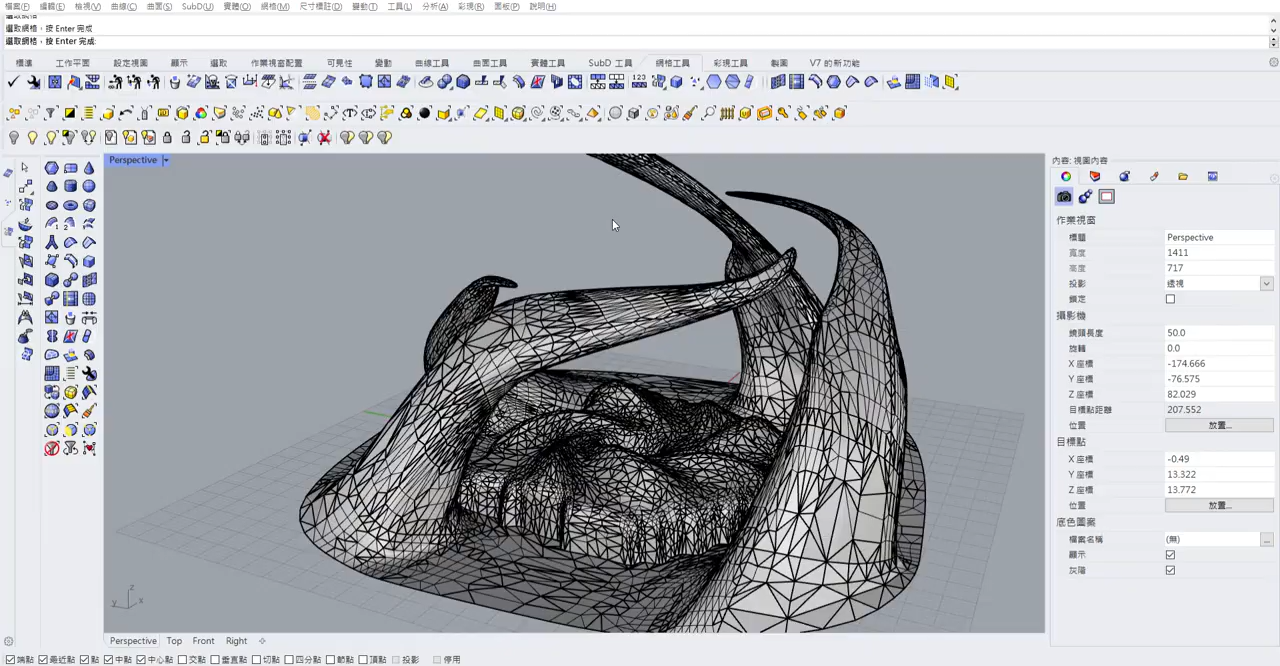 檔案(F) 編輯(E) 檢視(V) 曲線(C) 曲面(S) SubD(U) 實體(O) 網格(M) 尺寸標註(D) 變動(T) 工具(L) 分析(A) 彩現(R) 面板(P) 說明(H)
選取網格，按 Enter 完成
選取網格，按 Enter 完成:
標準 工作平面 設定視圖 顯示 選取 作業視窗配置 可見性 變動 曲線工具 曲面工具 實體工具 SubD 工具 網格工具 彩現工具 製圖 V7 的新功能
Perspective
內容: 視圖內容
作業視窗
標題 Perspective
寬度 1411
高度 717
投影 透視
鎖定
攝影機
鏡頭長度 50.0
旋轉 0.0
X 座標 -174.666
Y 座標 -76.575
Z 座標 82.029
目標點距離 207.552
位置 放置...
目標點
X 座標 -0.49
Y 座標 13.322
Z 座標 13.772
位置 放置...
底色圖案
檔案名稱 (無) ...
顯示
灰階
z
y x
Perspective Top Front Right
端點 最近點 點 中點 中心點 交點 垂直點 切點 四分點 節點 頂點 投影 停用